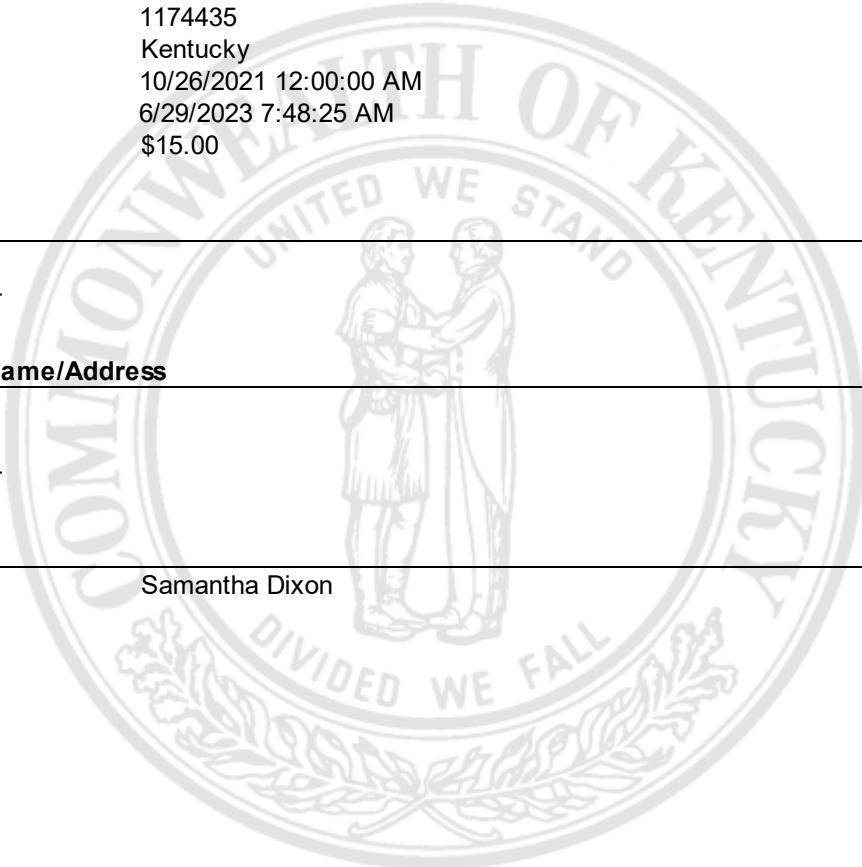 1174435
Kentucky
10/26/2021 12:00:00 AM
6/29/2023 7:48:25 AM
$15.00
COMMONWEALTH OF KENTUCKY
UNITED WE STAND
ame/Address
Samantha Dixon
DIVIDED WE FALL